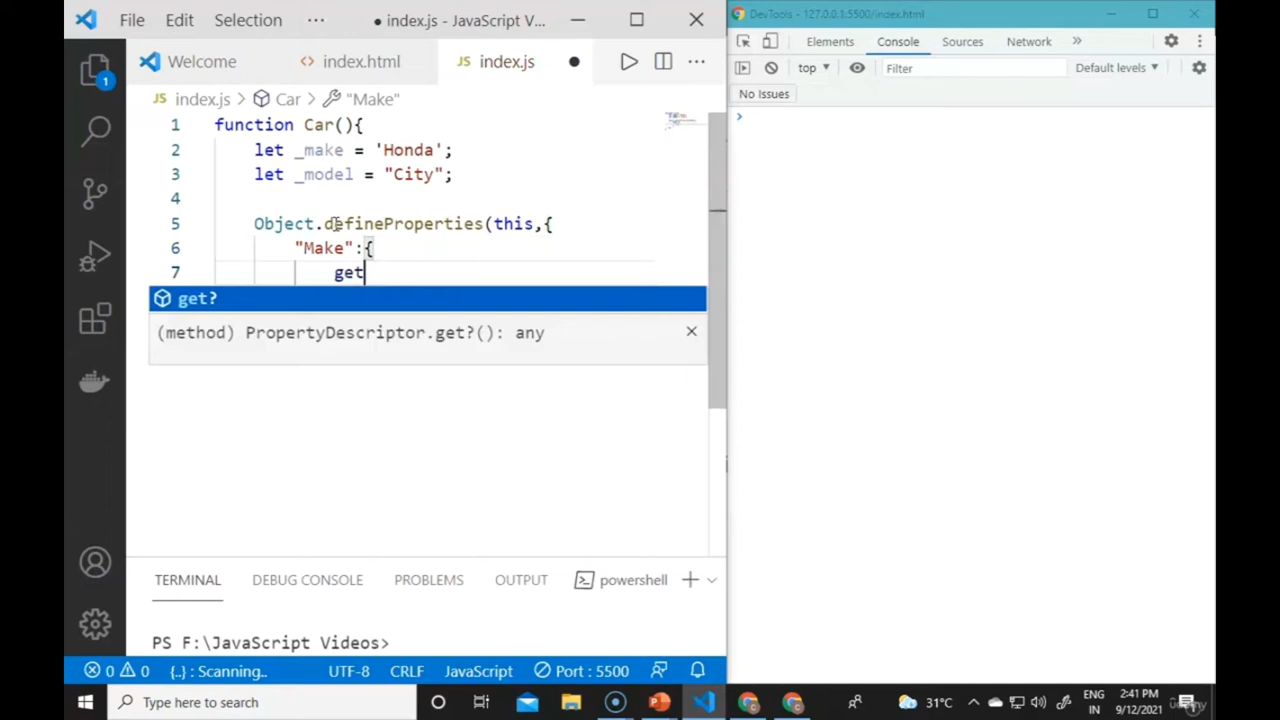 File Edit Selection ··· ● index.js - JavaScript V...
DevTools - 127.0.0.1:5500/index.html
Welcome <> index.html JS index.js ●
Elements Console Sources Network »
top Filter Default levels
No Issues
JS index.js > Car > "Make"
1 function Car(){
2 let _make = 'Honda';
3 let _model = "City";
4
5 Object.defineProperties(this,{
6 "Make":{
7 get
get?
(method) PropertyDescriptor.get?(): any
1
TERMINAL DEBUG CONSOLE PROBLEMS OUTPUT powershell
PS F:\JavaScript Videos>
0 0 {..} : Scanning.. UTF-8 CRLF JavaScript Port : 5500
Type here to search
31°C
ENG
IN
2:41 PM
9/12/2021